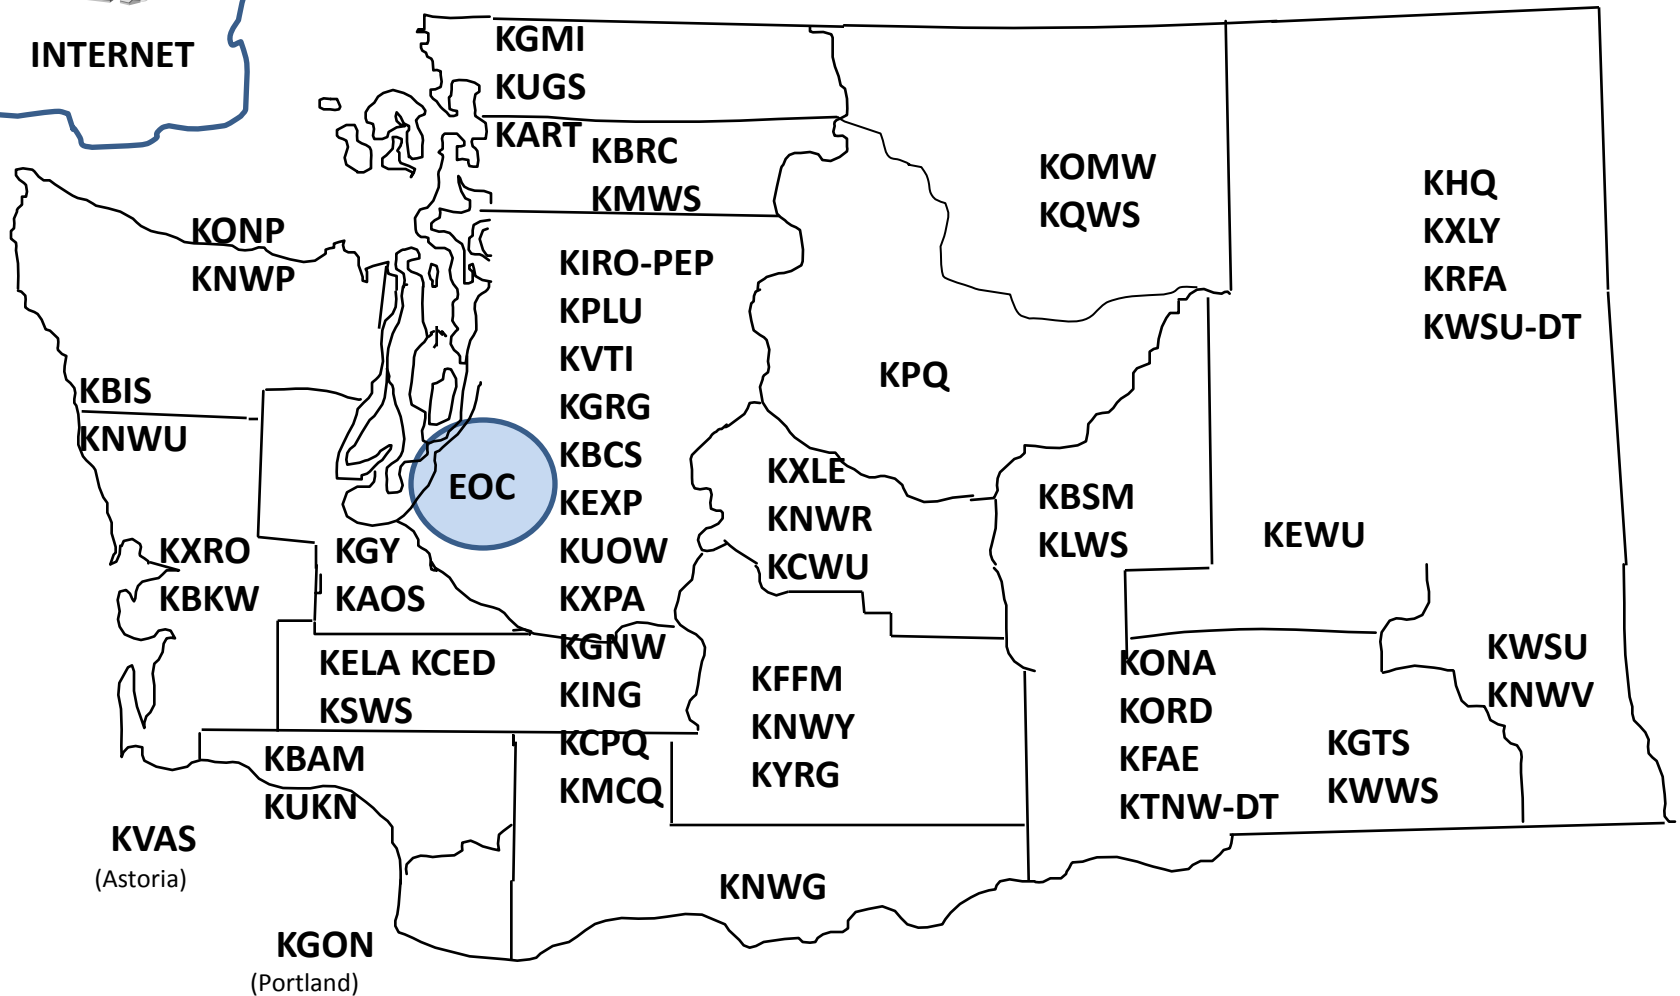 INTERNET
KGMI
KUGS
KART
KBRC
KMWS
KONP
KNWP
KOMW
KQWS
KHQ
KXLY
KRFA
KWSU-DT
KIRO-PEP
KPLU
KVTI
KGRG
KBCS
KEXP
KUOW
KXPA
KGNW
KING
KCPQ
KMCQ
KPQ
KBIS
KNWU
EOC
KXLE
KNWR
KCWU
KBSM
KLWS
KEWU
KXRO
KBKW
KGY
KAOS
KELA KCED
KSWS
KFFM
KNWY
KYRG
KONA
KORD
KFAE
KTNW-DT
KGTS
KWWS
KWSU
KNWV
KBAM
KUKN
KVAS
(Astoria)
KNWG
KGON
(Portland)